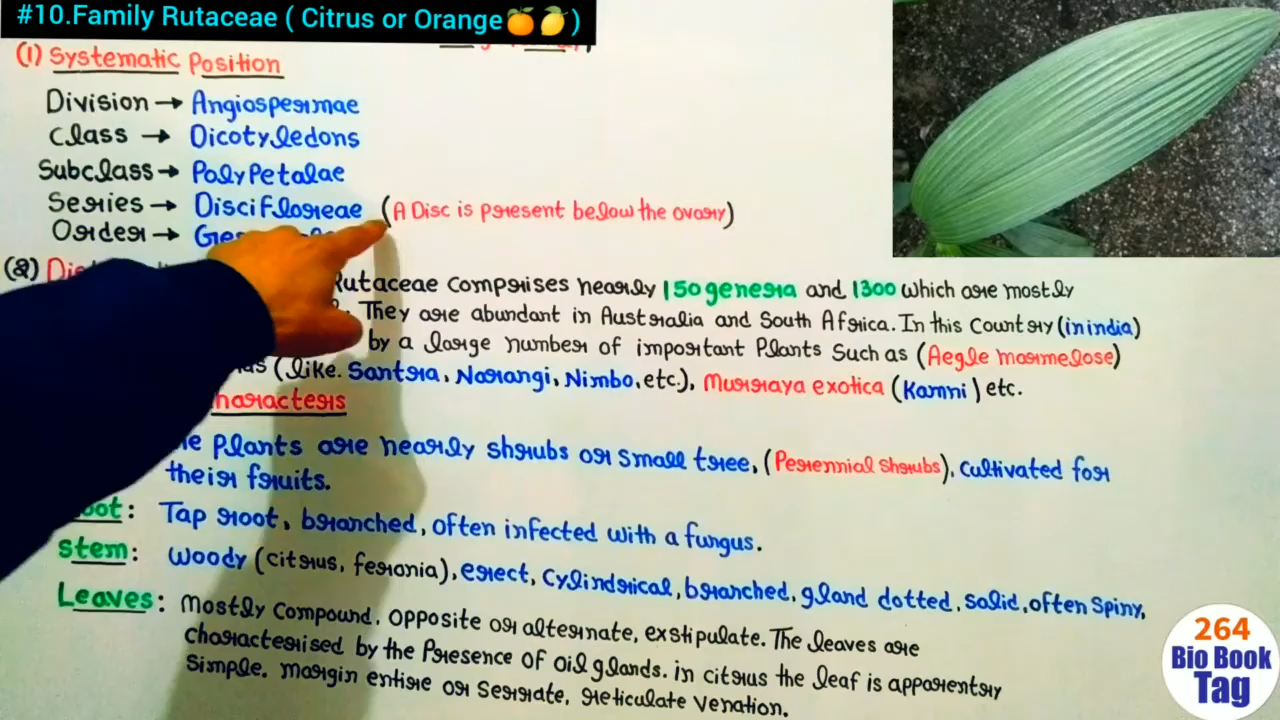 #10.Family Rutaceae ( Citrus or Orange🍊🍋)
(1) Systematic Position
Division → Angiospermae
Class → Dicotyledons
Subclass → PolyPetalae
Series → Discifloreae (A Disc is present below the ovary)
Order →
(2)
Rutaceae comprises nearly 150 genera and 1300 which are mostly
They are abundant in Australia and South Africa. In this Country (in india)
by a large number of important Plants Such as (Aegle marmelose)
(like. Santra, Narangi, Nimbo, etc.), Murraya exotica (Kamni) etc.
Characters
Plants are nearly shrubs or small tree, (Perennial shrubs), cultivated for
their fruits.
Tap root, branched, often infected with a fungus.
Stem: Woody (citrus, feronia), erect, cylindrical, branched, gland dotted, solid, often Spiny,
Leaves: Mostly Compound, opposite or alternate, exstipulate. The leaves are
characterised by the Presence of oil glands. in citrus the leaf is apparentry
Simple. margin entire or Serrate, reticulate venation.
264
Bio Book
Tag